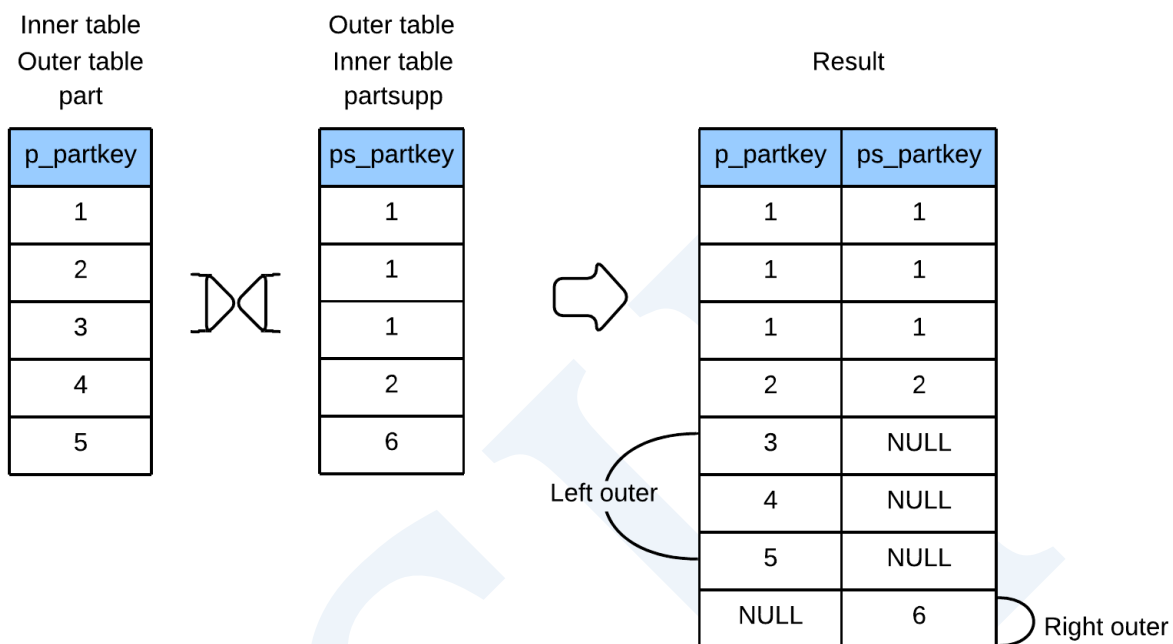 Inner table
Outer table
part
Outer table
Inner table
partsupp
Result
p_partkey
1
2
3
4
5
ps_partkey
1
1
1
2
6
p_partkey ps_partkey
1 1
1 1
1 1
2 2
3 NULL
4 NULL
5 NULL
NULL 6
Left outer
Right outer